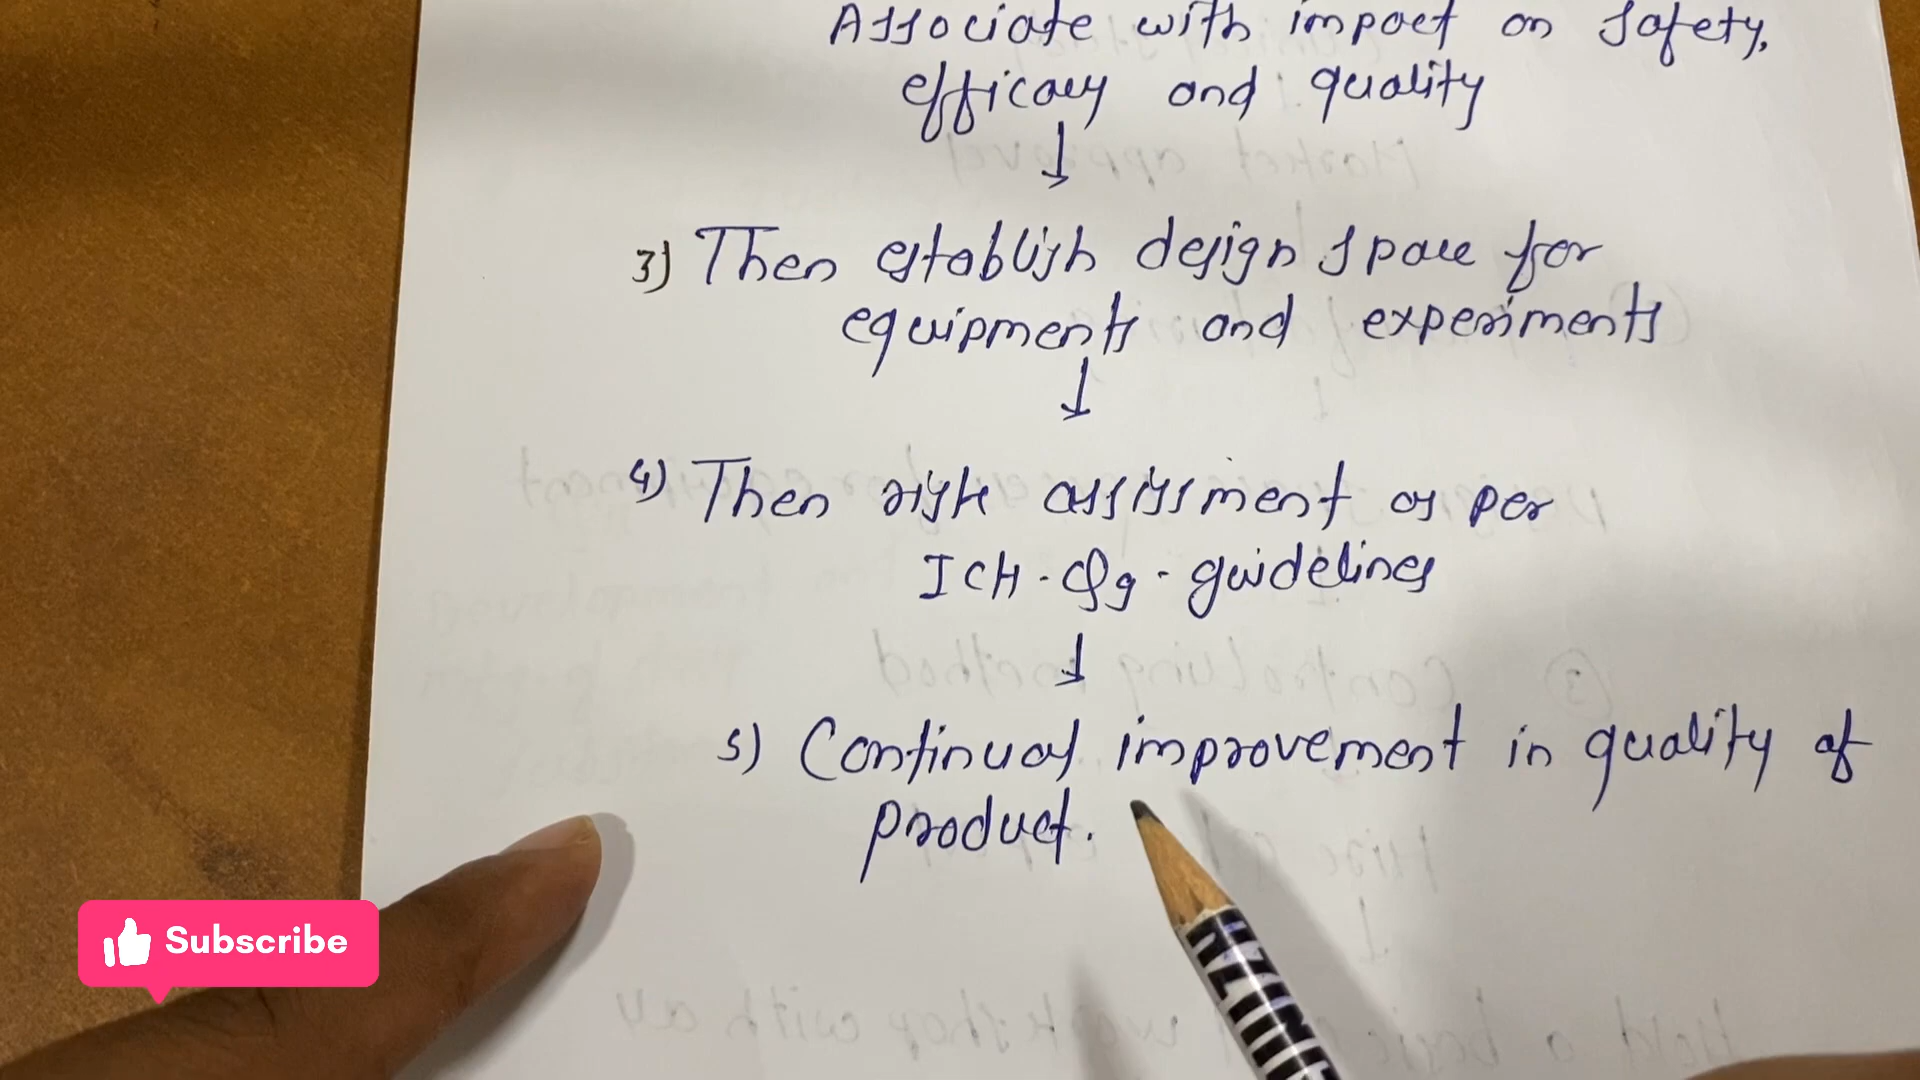 Associate with impact on safety,
efficacy and quality
↓
3) Then establish design space for
equipments and experiments
↓
4) Then risk assissment as per
ICH-Q9-guidelines
↓
5) Continual improvement in quality of
product.
Subscribe